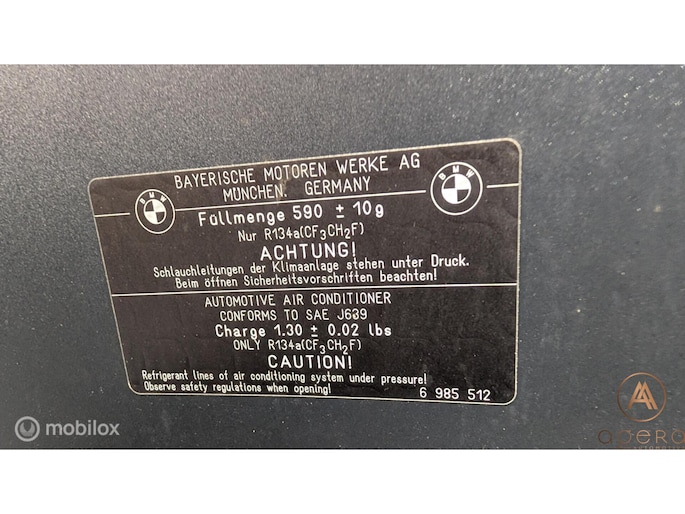 BAYERISCHE MOTOREN WERKE AG
MÜNCHEN. GERMANY
BMW
BMW
Füllmenge 590 ± 10g
Nur R134a(CF3CH2F)
ACHTUNG!
Schlauchleitungen der Klimaanlage stehen unter Druck.
Beim öffnen Sicherheitsvorschriften beachten!
AUTOMOTIVE AIR CONDITIONER
CONFORMS TO SAE J639
Charge 1.30 ± 0.02 lbs
ONLY R134a(CF3CH2F)
CAUTION!
Refrigerant lines of air conditioning system under pressure!
Observe safety regulations when opening!
6 985 512
mobilox
apero